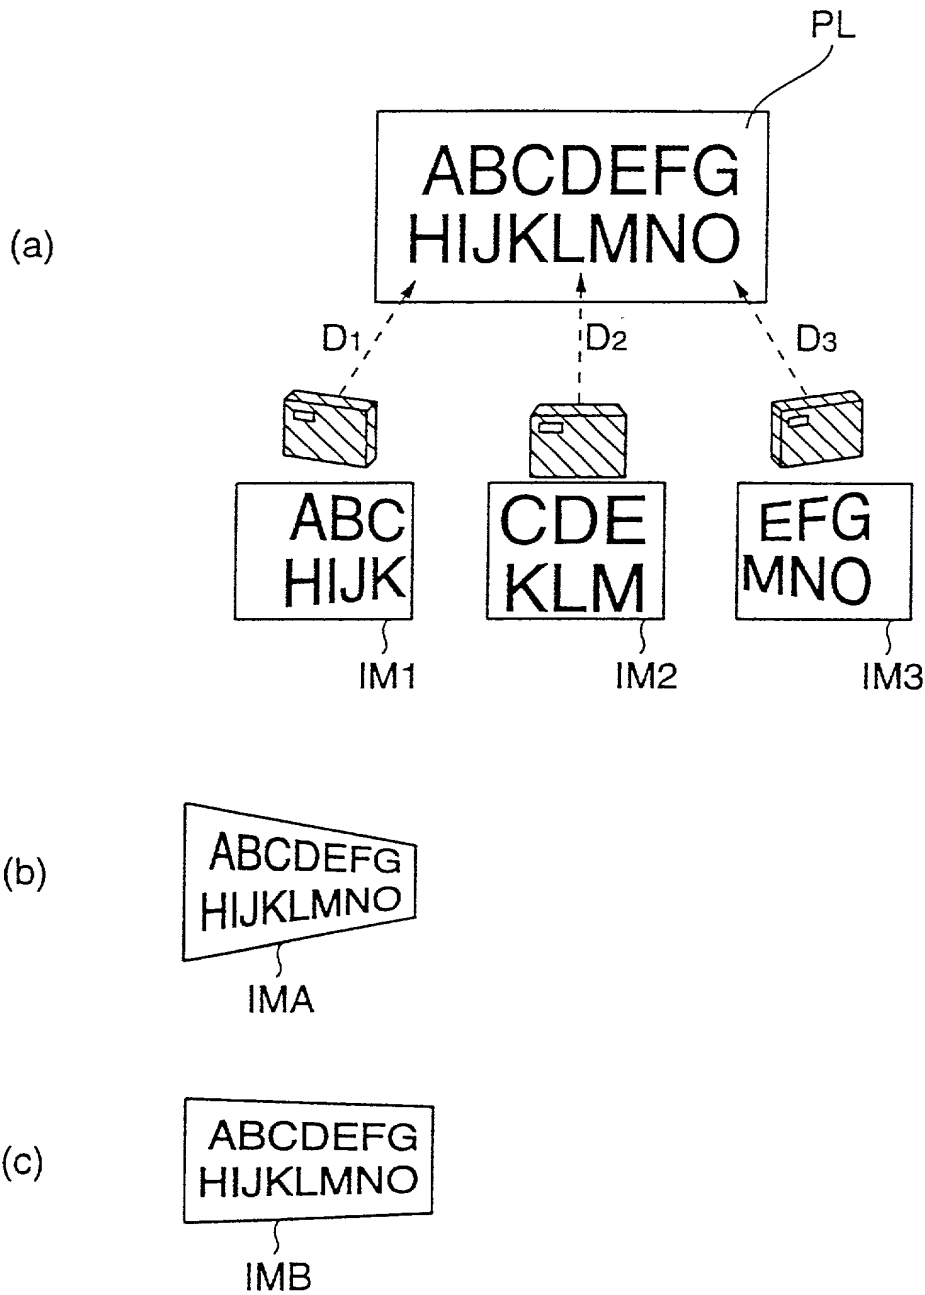 PL
(a)
ABCDEFG
HIJKLMNO
D1
D2
D3
ABC
HIJK
CDE
KLM
EFG
MNO
IM1
IM2
IM3
(b)
ABCDEFG
HIJKLMNO
IMA
(c)
ABCDEFG
HIJKLMNO
IMB